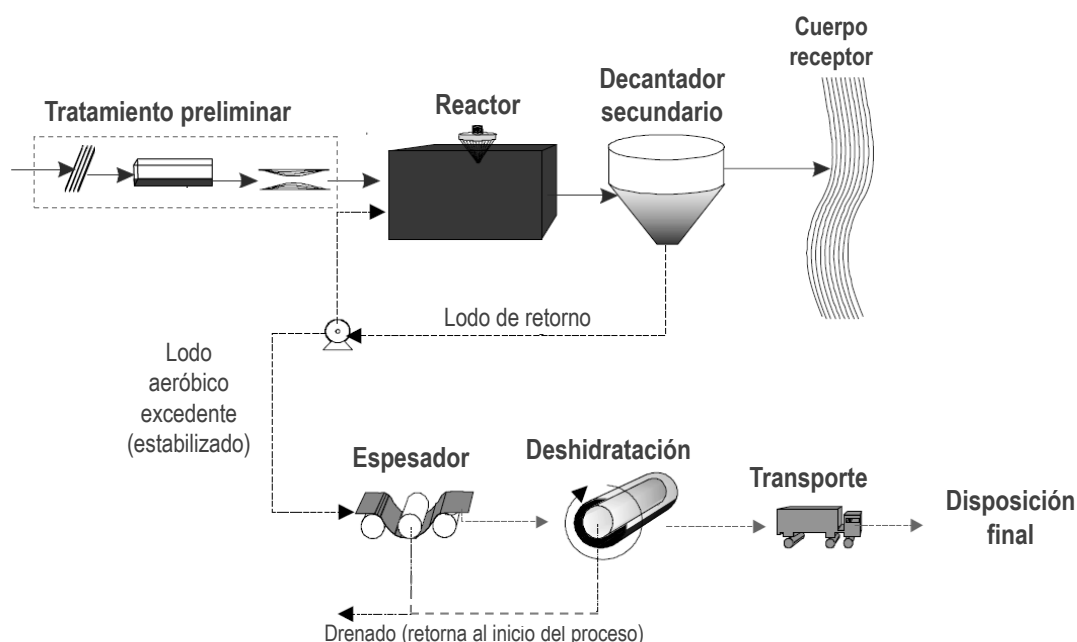 Cuerpo
receptor
Decantador
secundario
Reactor
Tratamiento preliminar
Lodo de retorno
Lodo
aeróbico
excedente
(estabilizado)
Espesador
Deshidratación
Transporte
Disposición
final
Drenado (retorna al inicio del proceso)